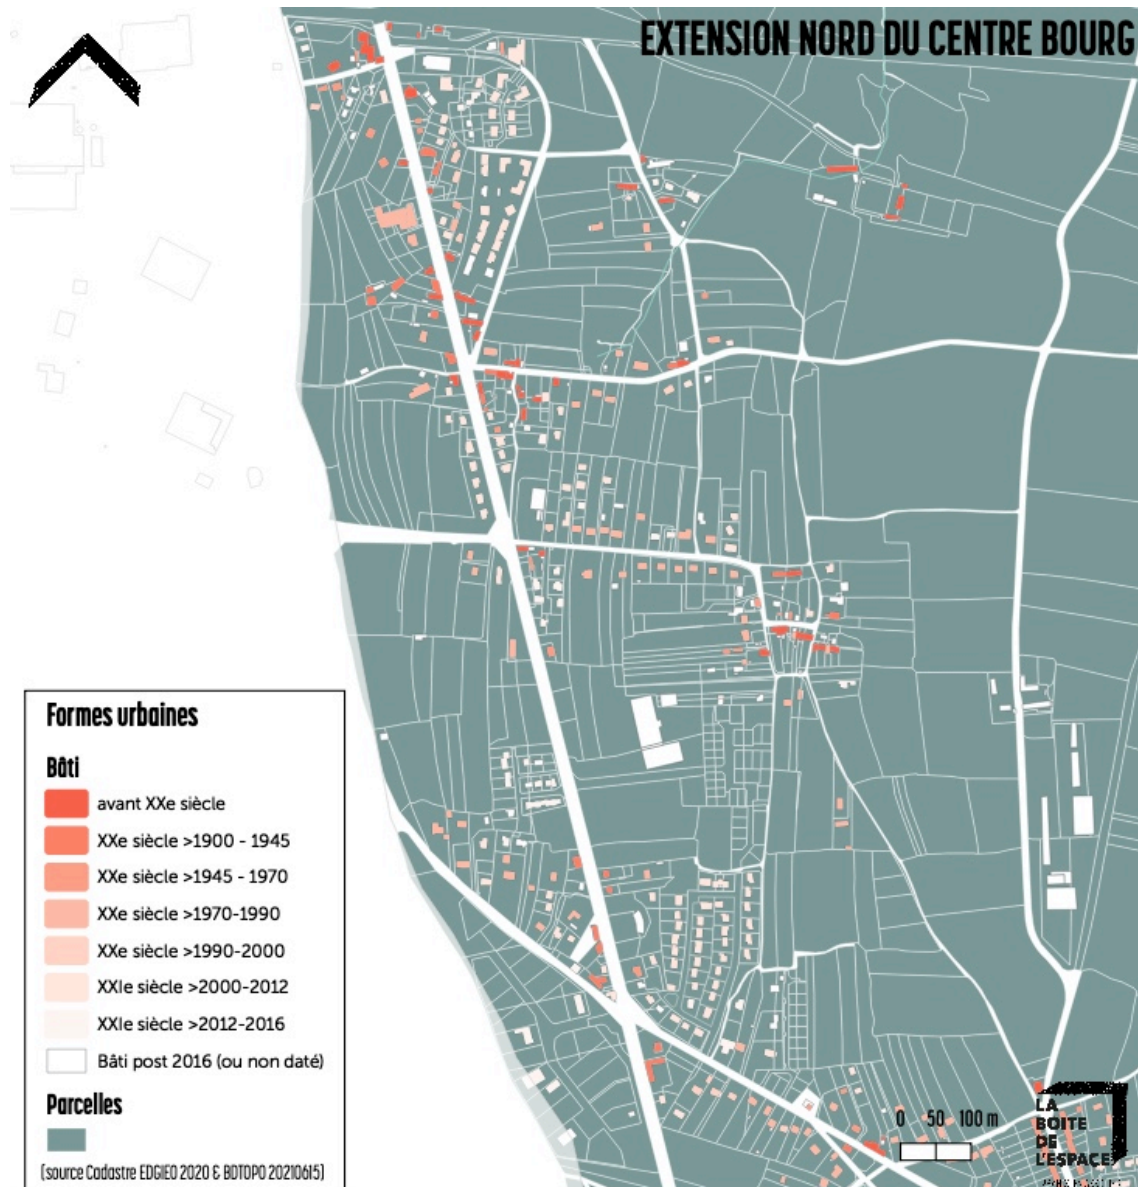 EXTENSION NORD DU CENTRE BOURG
Formes urbaines
Bâti
avant XXe siècle
XXe siècle >1900 - 1945
XXe siècle >1945 - 1970
XXe siècle >1970-1990
XXe siècle >1990-2000
XXIe siècle >2000-2012
XXIe siècle >2012-2016
Bâti post 2016 (ou non daté)
Parcelles
(source Cadastre EDGIEO 2020 & BDTOPO 20210615)
0 50 100 m
LA
BOITE
DE
L'ESPACE